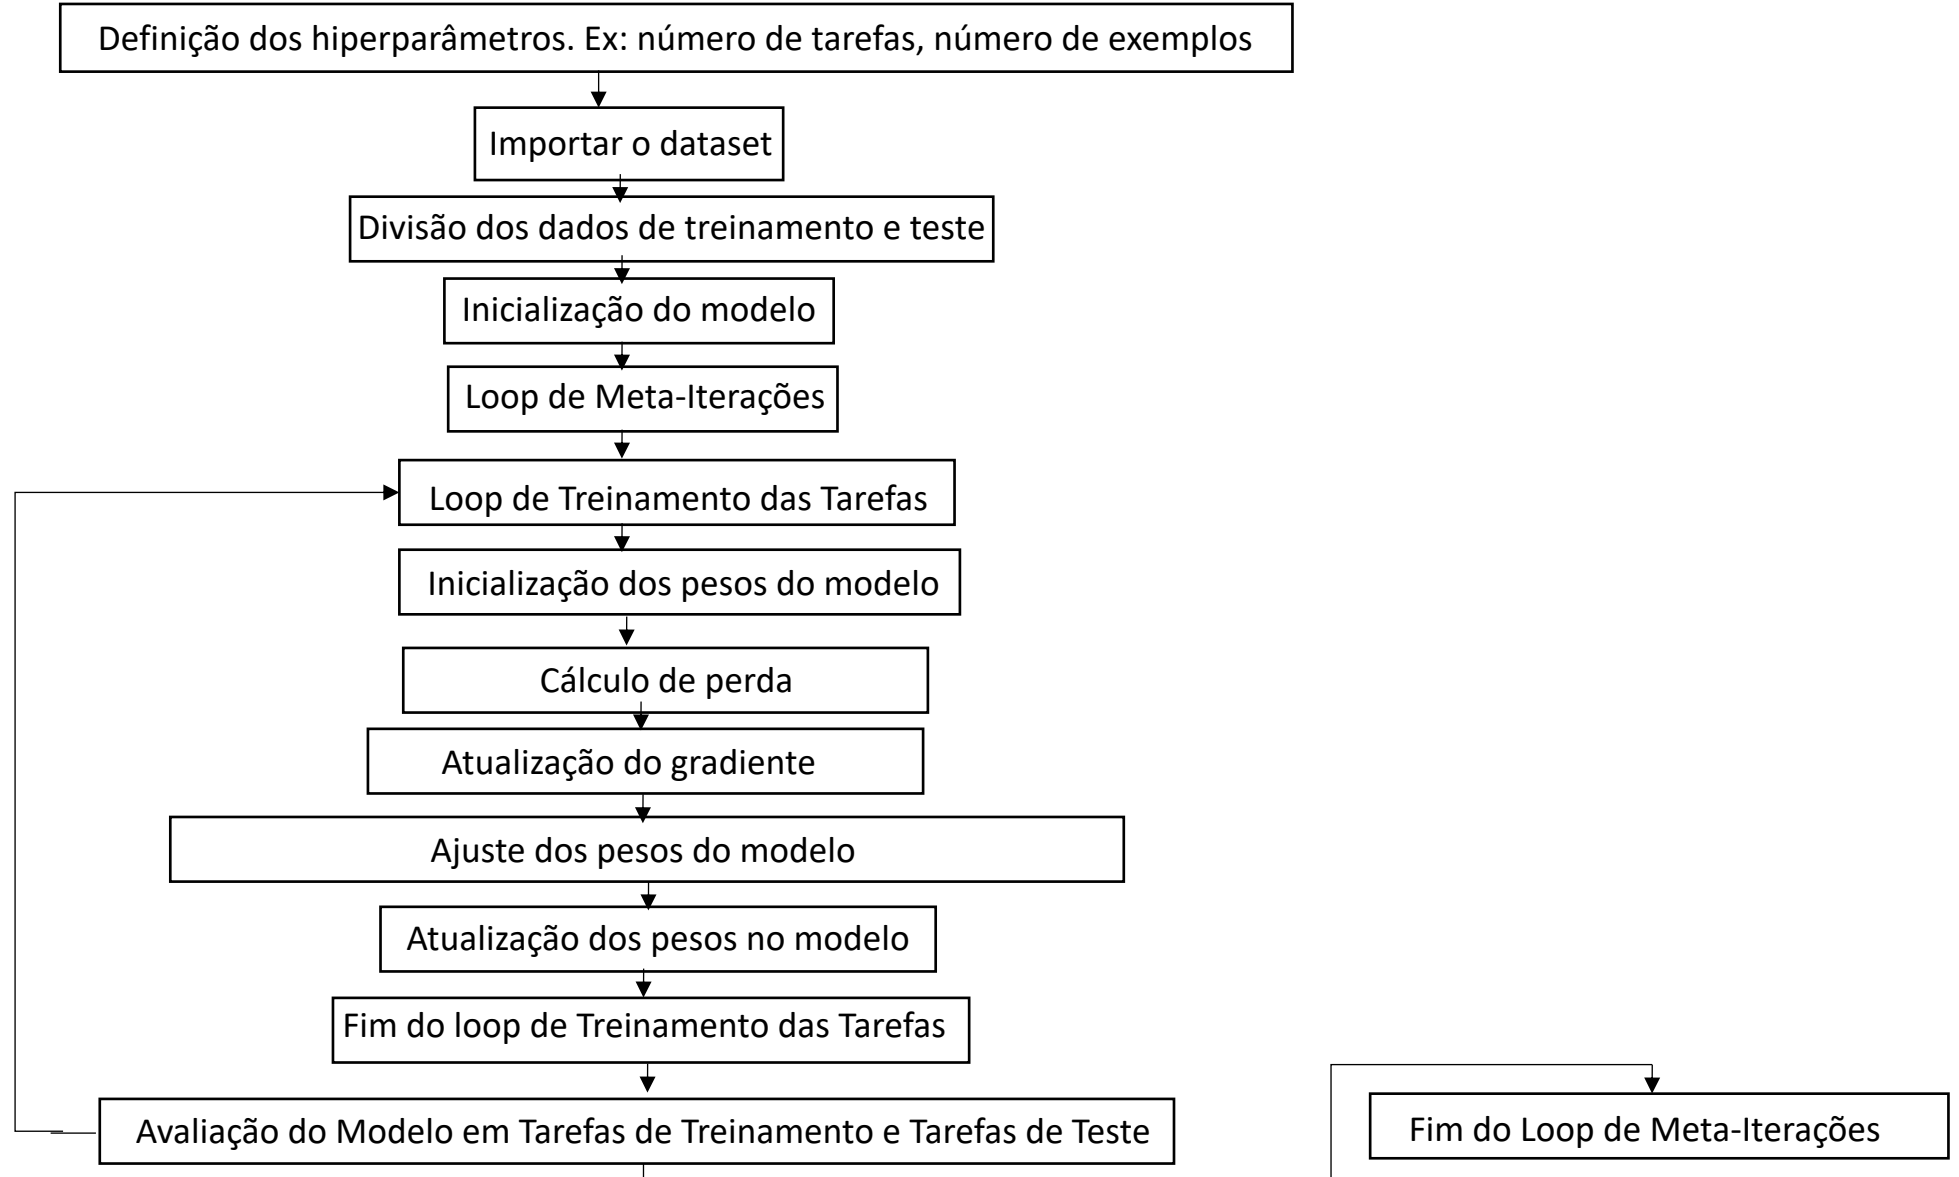 Definição dos hiperparâmetros. Ex: número de tarefas, número de exemplos
Importar o dataset
Divisão dos dados de treinamento e teste
Inicialização do modelo
Loop de Meta-Iterações
Loop de Treinamento das Tarefas
Inicialização dos pesos do modelo
Cálculo de perda
Atualização do gradiente
Ajuste dos pesos do modelo
Atualização dos pesos no modelo
Fim do loop de Treinamento das Tarefas
Avaliação do Modelo em Tarefas de Treinamento e Tarefas de Teste
Fim do Loop de Meta-Iterações